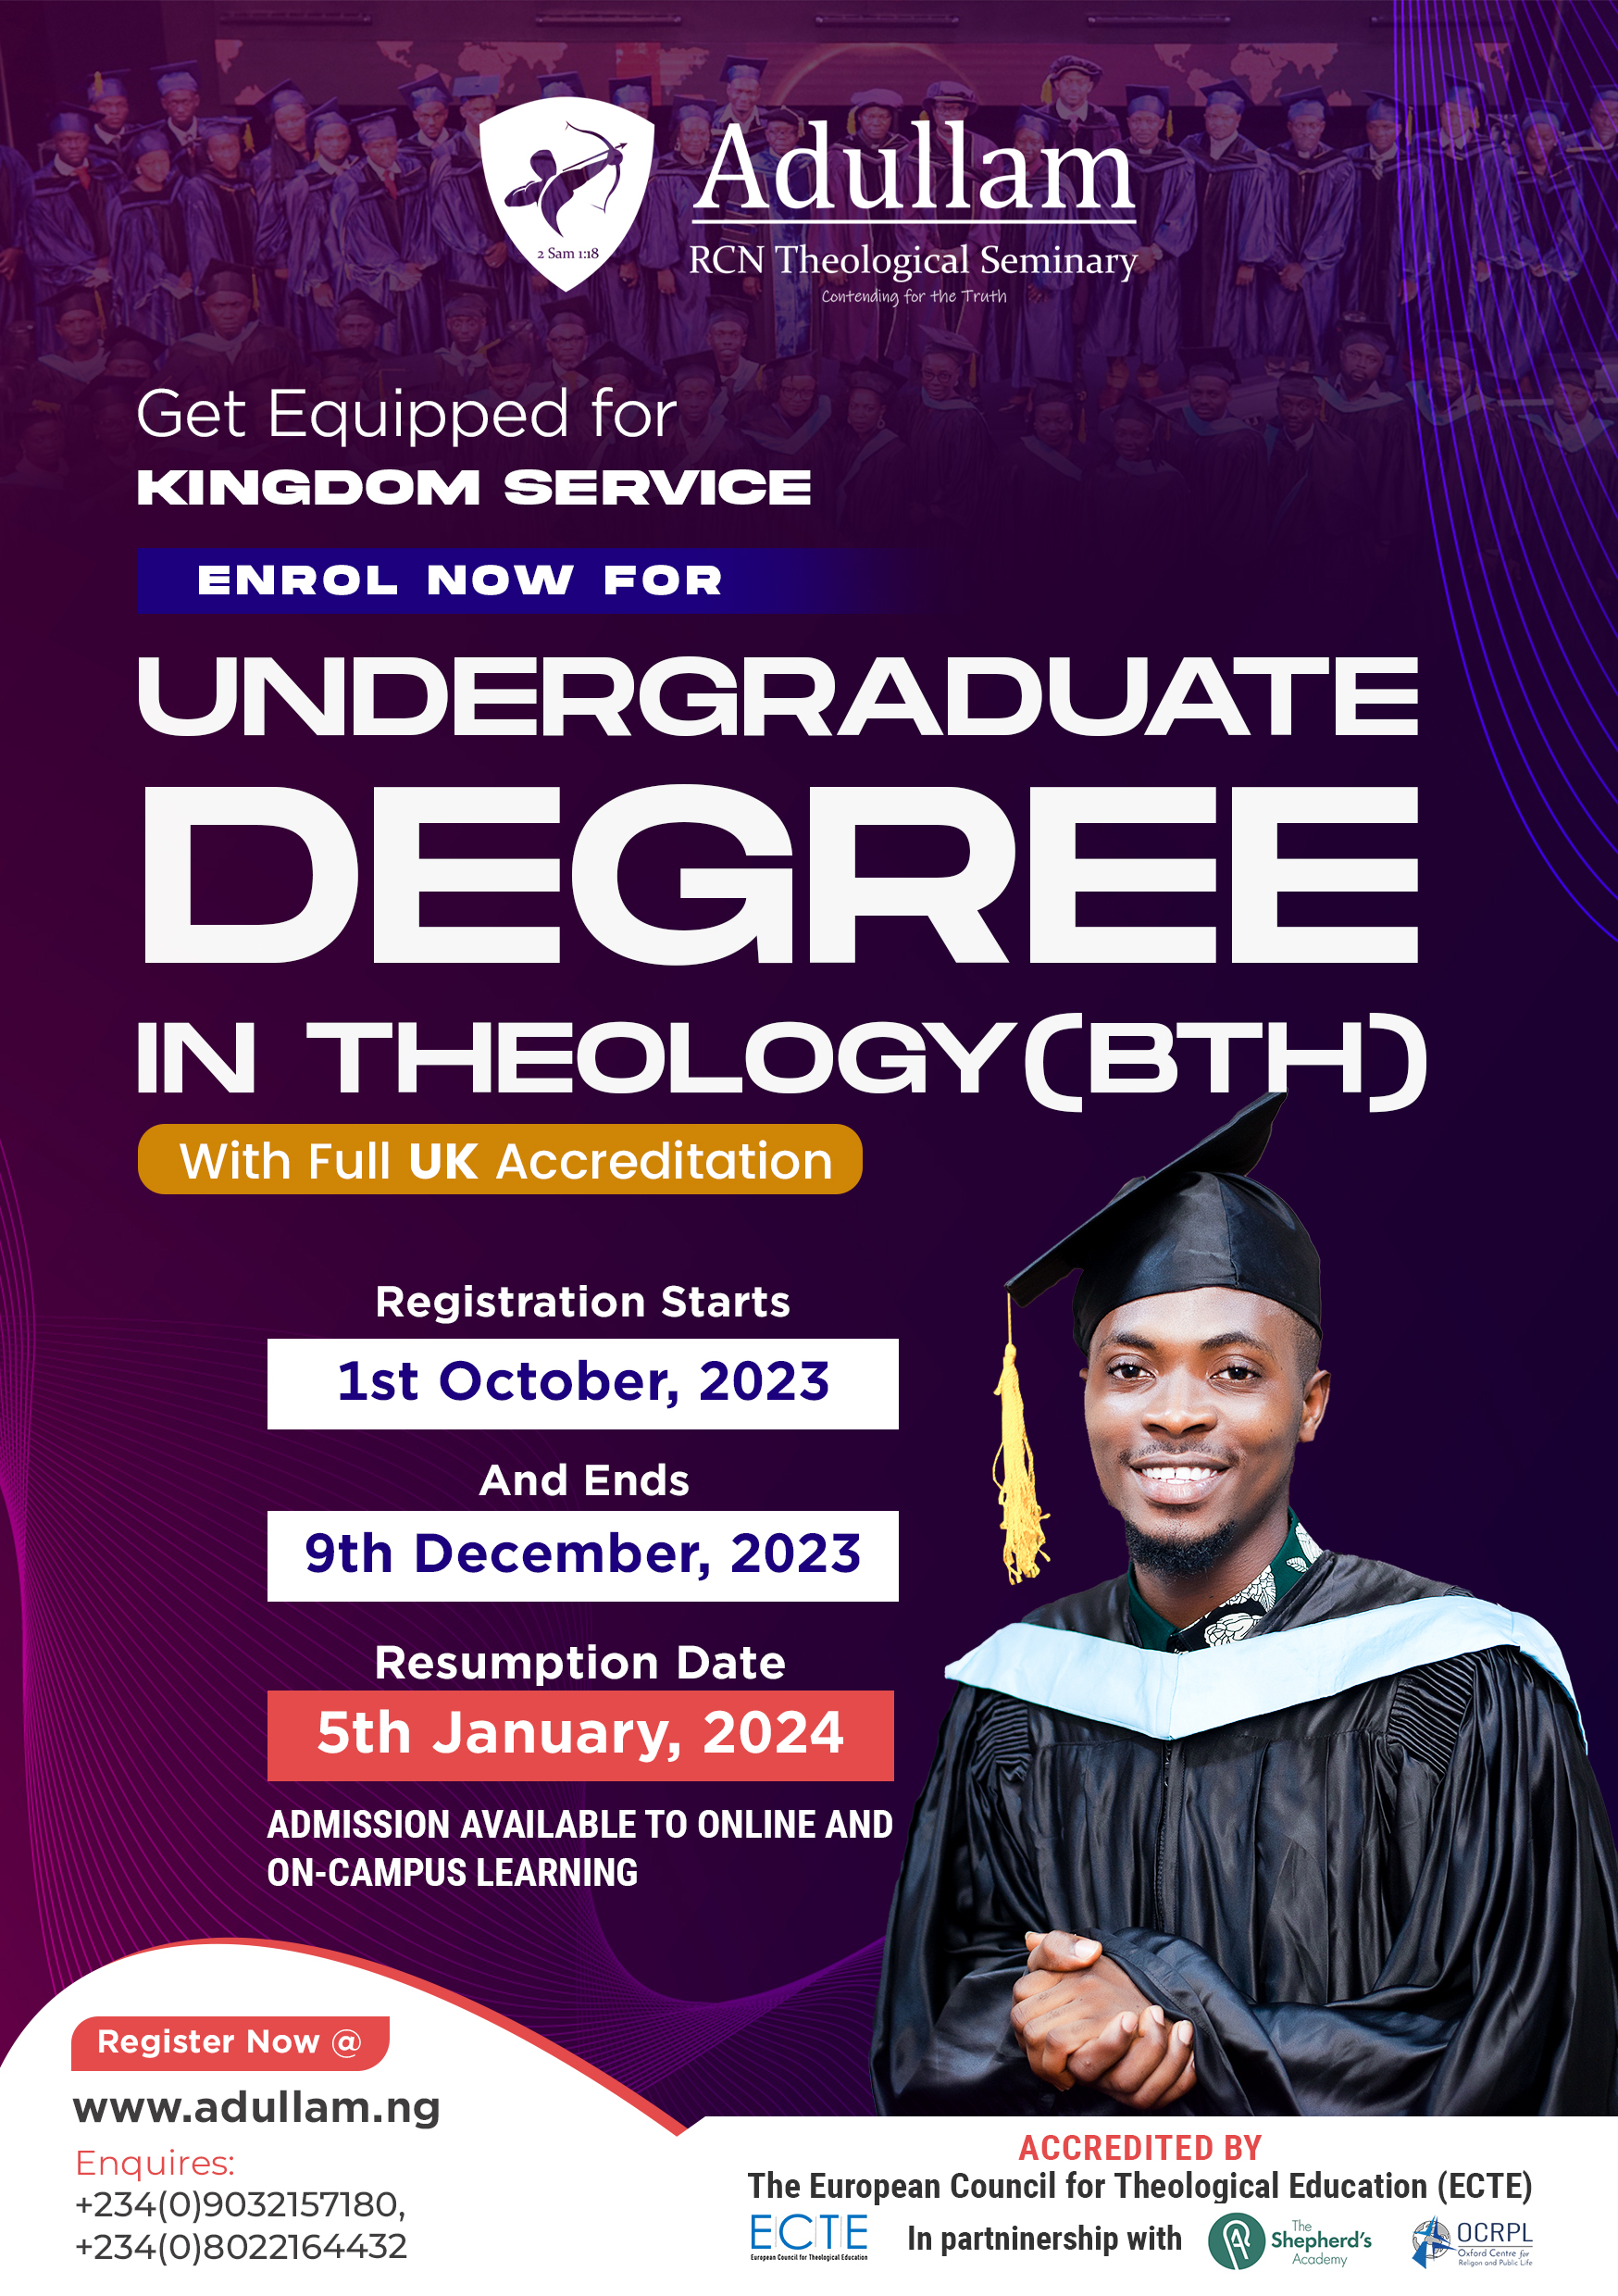 2 Sam 1:18
Adullam
RCN Theological Seminary
Contending for the Truth
Get Equipped for
KINGDOM SERVICE
ENROL NOW FOR
UNDERGRADUATE
DEGREE
IN THEOLOGY(BTH)
With Full UK Accreditation
Registration Starts
1st October, 2023
And Ends
9th December, 2023
Resumption Date
5th January, 2024
ADMISSION AVAILABLE TO ONLINE AND
ON-CAMPUS LEARNING
Register Now @
www.adullam.ng
Enquires:
+234(0)9032157180,
+234(0)8022164432
ACCREDITED BY
The European Council for Theological Education (ECTE)
ECTE
European Council for Theological Education
In partninership with
The
Shepherd's
Academy
OCRPL
Oxford Centre for
Religon and Public Life